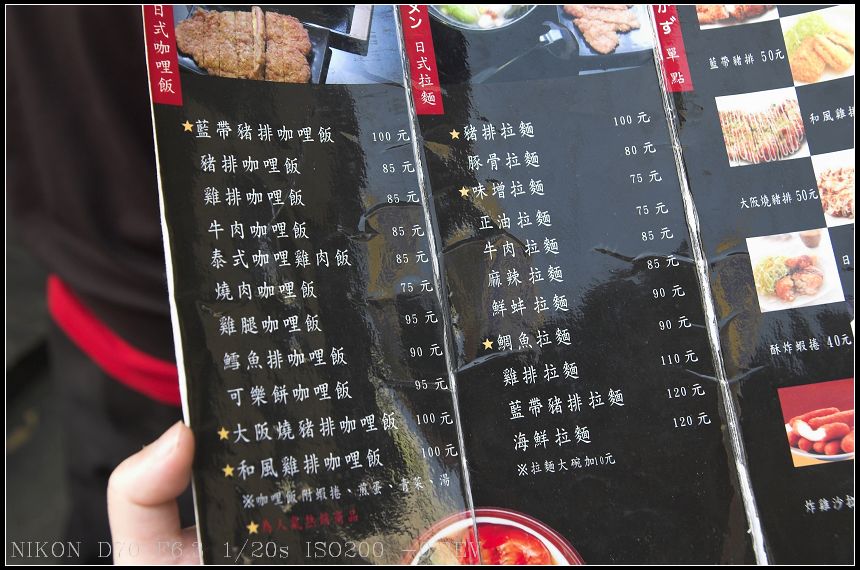 日式咖哩飯
★藍帶豬排咖哩飯 100元
豬排咖哩飯 85元
雞排咖哩飯 85元
牛肉咖哩飯 85元
泰式咖哩雞肉飯 85元
燒肉咖哩飯 75元
雞腿咖哩飯 95元
鱈魚排咖哩飯 90元
可樂餅咖哩飯 95元
★大阪燒豬排咖哩飯 100元
★和風雞排咖哩飯 100元
※咖哩飯附蝦捲、煎蛋、青菜、湯
★為人氣熱銷商品
メン 日式拉麵
★豬排拉麵 100元
豚骨拉麵 80元
★味增拉麵 75元
正油拉麵 75元
牛肉拉麵 85元
麻辣拉麵 85元
鮮蚌拉麵 90元
★鯛魚拉麵 90元
雞排拉麵 110元
藍帶豬排拉麵 120元
海鮮拉麵 120元
※拉麵大碗加10元
かず 單點
藍帶豬排 50元
和風雞排
大阪燒豬排 50元
日
酥炸蝦捲 40元
炸雞沙拉
NIKON D70 F6.3 1/20s ISO200